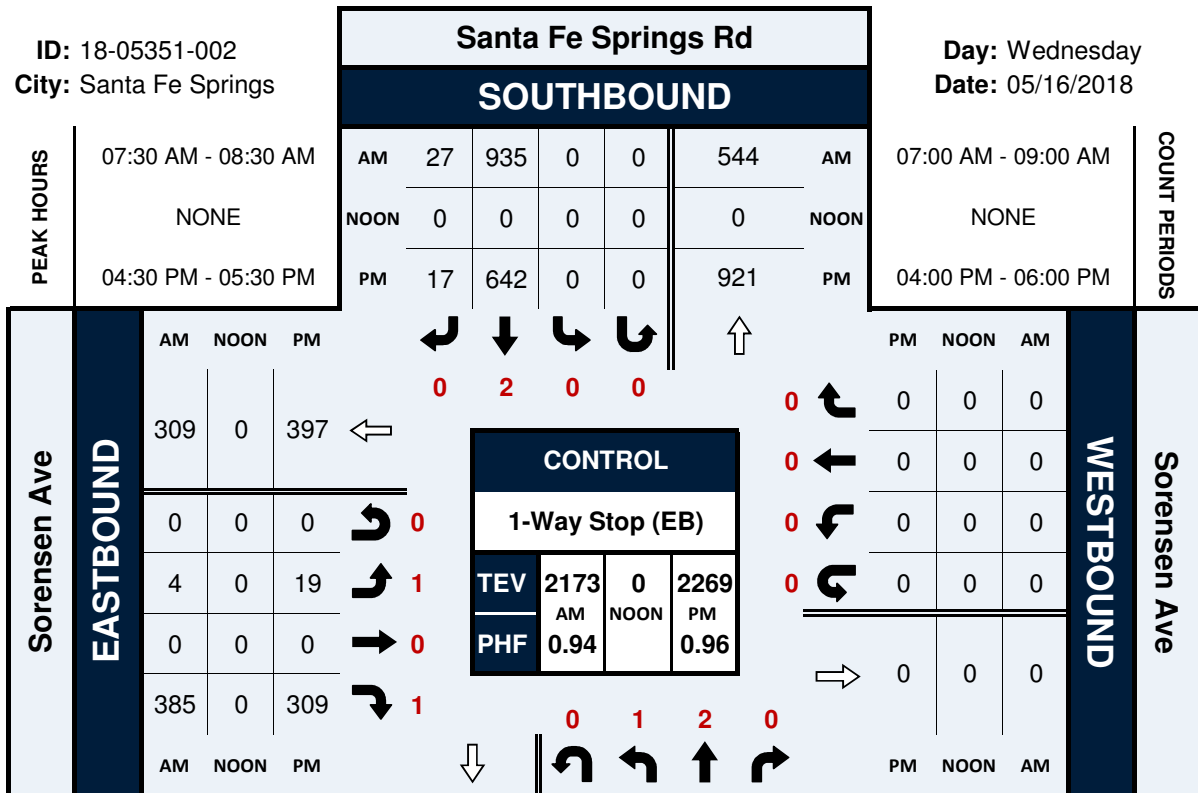 ID: 18-05351-002
City: Santa Fe Springs
Santa Fe Springs Rd
SOUTHBOUND
Day: Wednesday
Date: 05/16/2018
PEAK HOURS
07:30 AM - 08:30 AM
NONE
04:30 PM - 05:30 PM
AM 27 935 0 0 544 AM
NOON 0 0 0 0 0 NOON
PM 17 642 0 0 921 PM
07:00 AM - 09:00 AM
NONE
04:00 PM - 06:00 PM
COUNT PERIODS
0 2 0 0
Sorensen Ave
EASTBOUND
AM NOON PM
309 0 397
0 0 0 0
4 0 19 1
0 0 0 0
385 0 309 1
AM NOON PM
CONTROL
1-Way Stop (EB)
TEV 2173 0 2269
AM NOON PM
PHF 0.94 0.96
PM NOON AM
0 0 0 0
0 0 0 0
0 0 0 0
0 0 0 0
0 0 0
PM NOON AM
WESTBOUND
Sorensen Ave
0 1 2 0